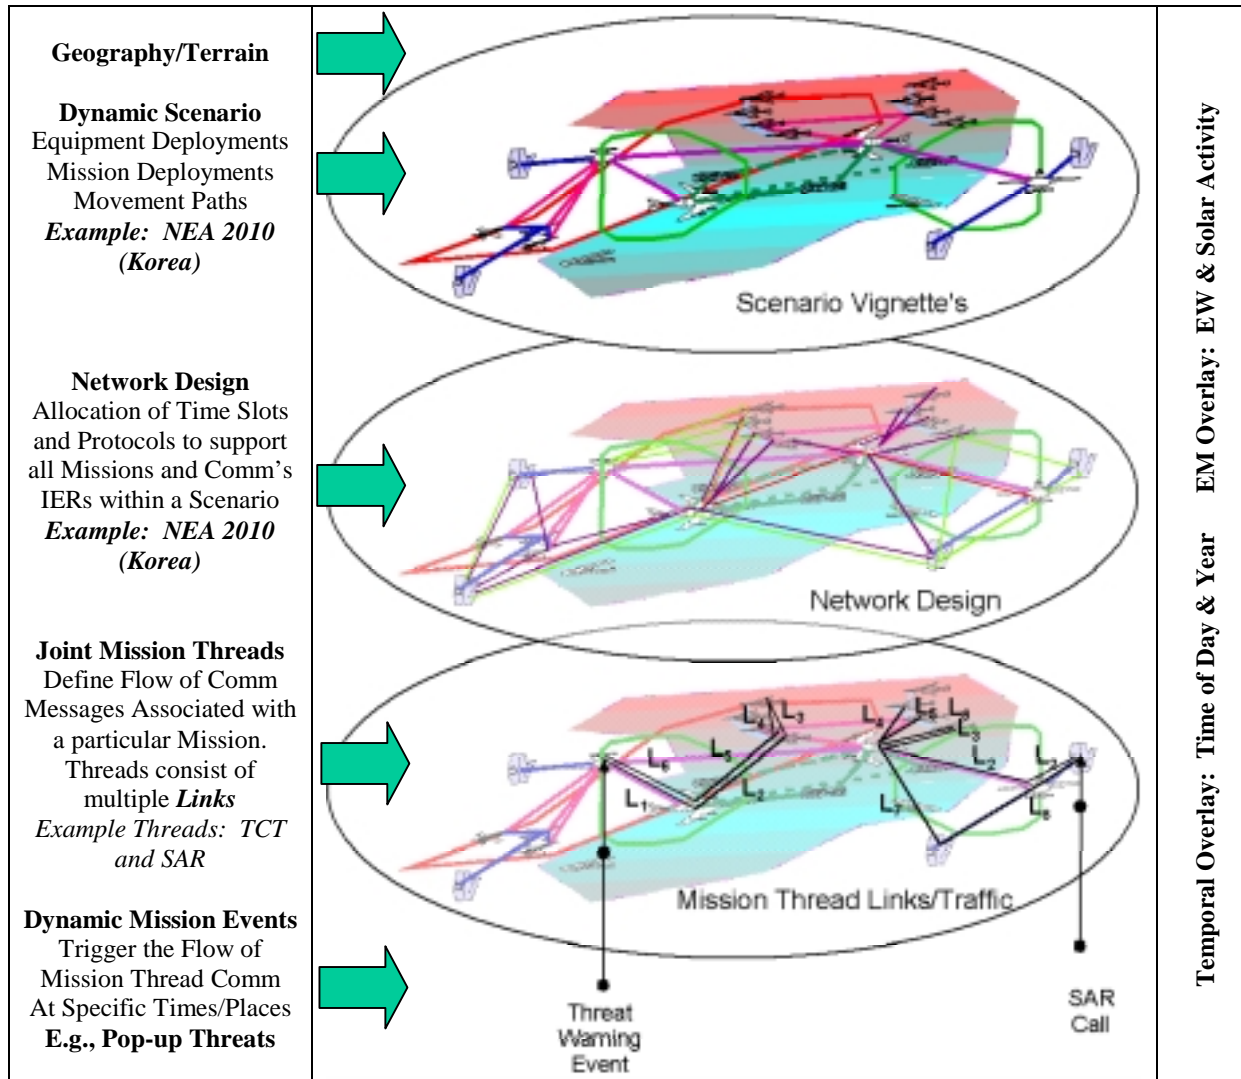 Geography/Terrain
Dynamic Scenario
Equipment Deployments
Mission Deployments
Movement Paths
Example: NEA 2010
(Korea)
Network Design
Allocation of Time Slots
and Protocols to support
all Missions and Comm's
IERs within a Scenario
Example: NEA 2010
(Korea)
Joint Mission Threads
Define Flow of Comm
Messages Associated with
a particular Mission.
Threads consist of
multiple Links
Example Threads: TCT
and SAR
Dynamic Mission Events
Trigger the Flow of
Mission Thread Comm
At Specific Times/Places
E.g., Pop-up Threats
Scenario Vignette's
Network Design
L4
L3
L5
L6
L1
L2
L3
L2
L7
Mission Thread Links/Traffic
Threat
Warning
Event
SAR
Call
Temporal Overlay: Time of Day & Year EM Overlay: EW & Solar Activity